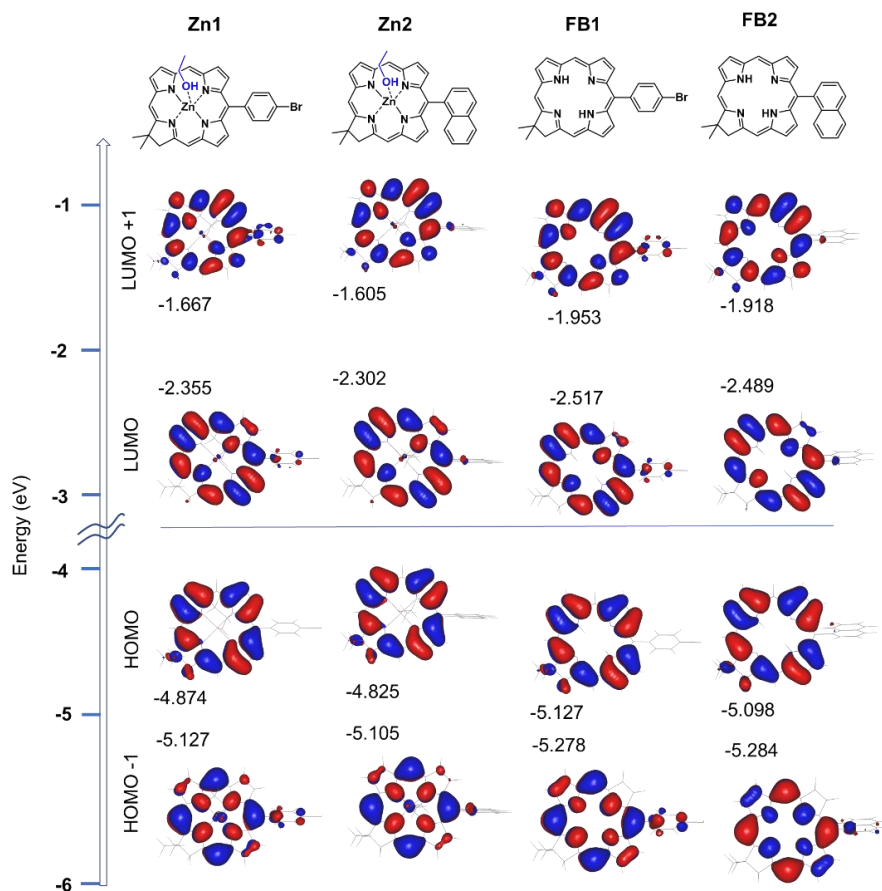 Zn1 Zn2 FB1 FB2
OH OH
N N N N Zn Br
N N N N Zn
NH N N HN Br
NH N N HN
Energy (eV)
-1
-2
-3
-4
-5
-6
LUMO +1
-1.667 -1.605 -1.953 -1.918
LUMO
-2.355 -2.302 -2.517 -2.489
HOMO
-4.874 -4.825 -5.127 -5.098
HOMO -1
-5.127 -5.105 -5.278 -5.284